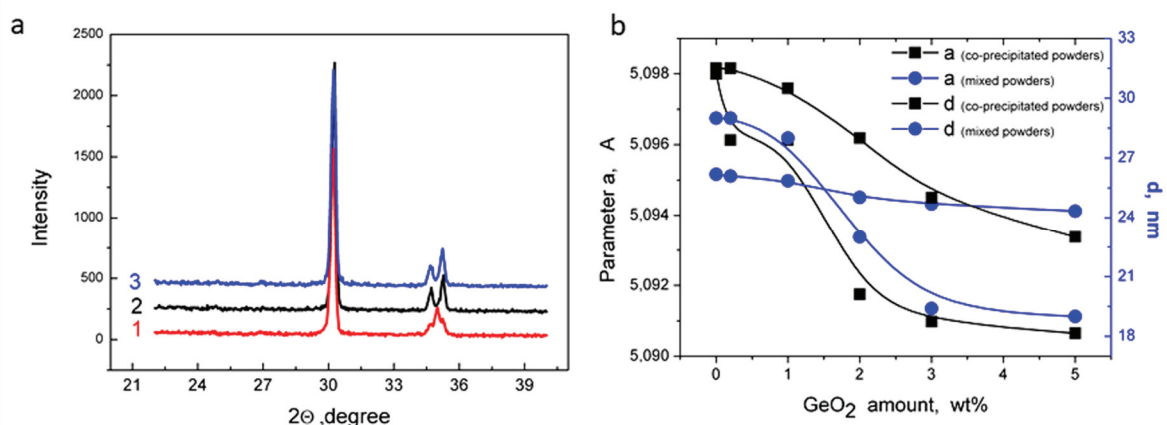 a
2500
2000
1500
1000
500
0
Intensity
3
2
1
21 24 27 30 33 36 39
2Θ ,degree
b
5,098
5,096
5,094
5,092
5,090
Parameter a, A
a (co-precipitated powders)
a (mixed powders)
d (co-precipitated powders)
d (mixed powders)
33
30
27
24
21
18
d, nm
0 1 2 3 4 5
GeO₂ amount, wt%